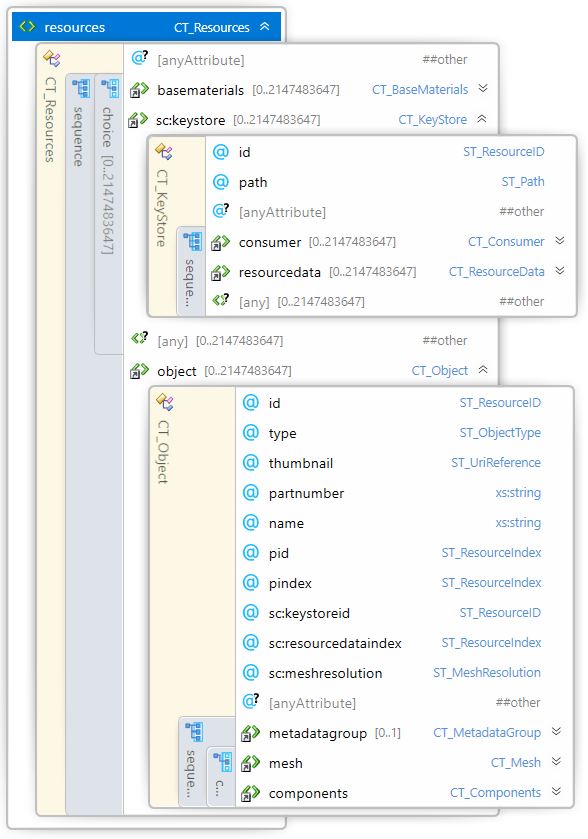 resources CT_Resources
CT_Resources
sequence
choice [0..2147483647]
[anyAttribute] ##other
basematerials [0..2147483647] CT_BaseMaterials
sc:keystore [0..2147483647] CT_KeyStore
CT_KeyStore
seque...
@ id ST_ResourceID
@ path ST_Path
@? [anyAttribute] ##other
consumer [0..2147483647] CT_Consumer
resourcedata [0..2147483647] CT_ResourceData
[any] [0..2147483647] ##other
[any] [0..2147483647] ##other
object [0..2147483647] CT_Object
CT_Object
seque...
c...
@ id ST_ResourceID
@ type ST_ObjectType
@ thumbnail ST_UriReference
@ partnumber xs:string
@ name xs:string
@ pid ST_ResourceIndex
@ pindex ST_ResourceIndex
@ sc:keystoreid ST_ResourceID
@ sc:resourcedataindex ST_ResourceIndex
@ sc:meshresolution ST_MeshResolution
@? [anyAttribute] ##other
metadatagroup [0..1] CT_MetadataGroup
mesh CT_Mesh
components CT_Components